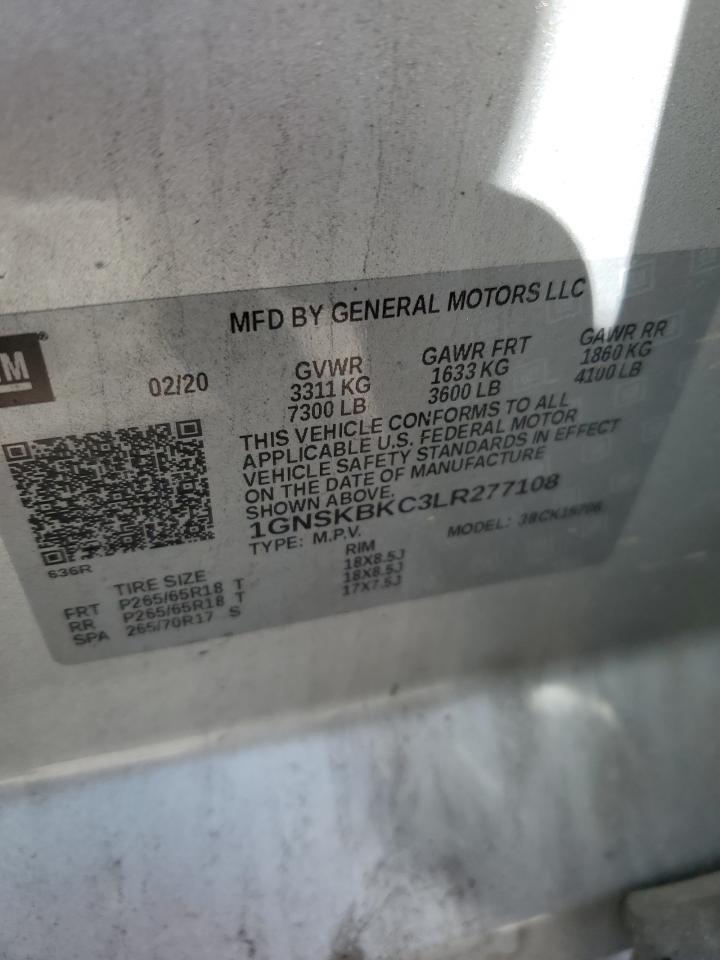 MFD BY GENERAL MOTORS LLC
GM®
02/20
GVWR
3311 KG
7300 LB
GAWR FRT
1633 KG
3600 LB
GAWR RR
1860 KG
4100 LB
THIS VEHICLE CONFORMS TO ALL
APPLICABLE U.S. FEDERAL MOTOR
VEHICLE SAFETY STANDARDS IN EFFECT
ON THE DATE OF MANUFACTURE
SHOWN ABOVE.
1GNSKBKC3LR277108
TYPE: M.P.V.
MODEL:
636R
TIRE SIZE
RIM
FRT P265/65R18 T 18X8.5J
RR P265/65R18 T 18X8.5J
SPA 265/70R17 S 17X7.5J